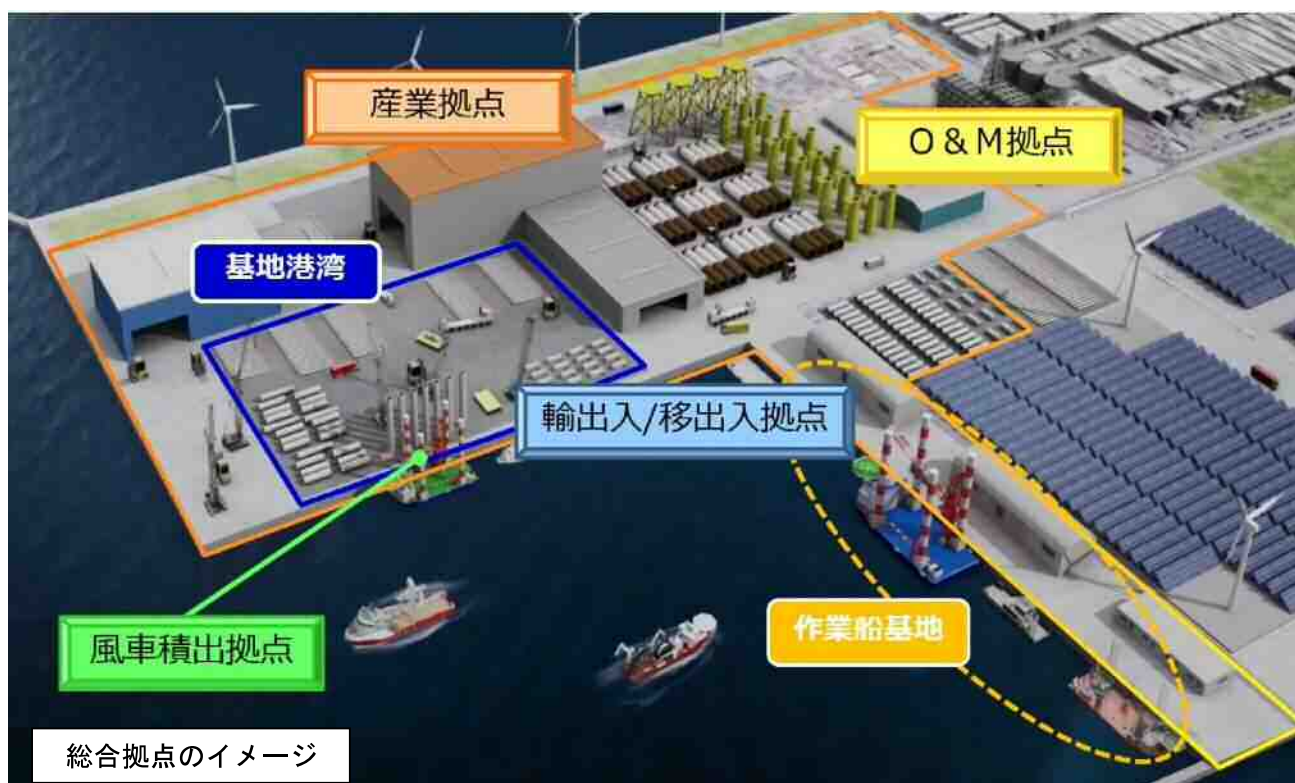 産業拠点
O&M拠点
基地港湾
輸出入/移出入拠点
風車積出拠点
作業船基地
総合拠点のイメージ